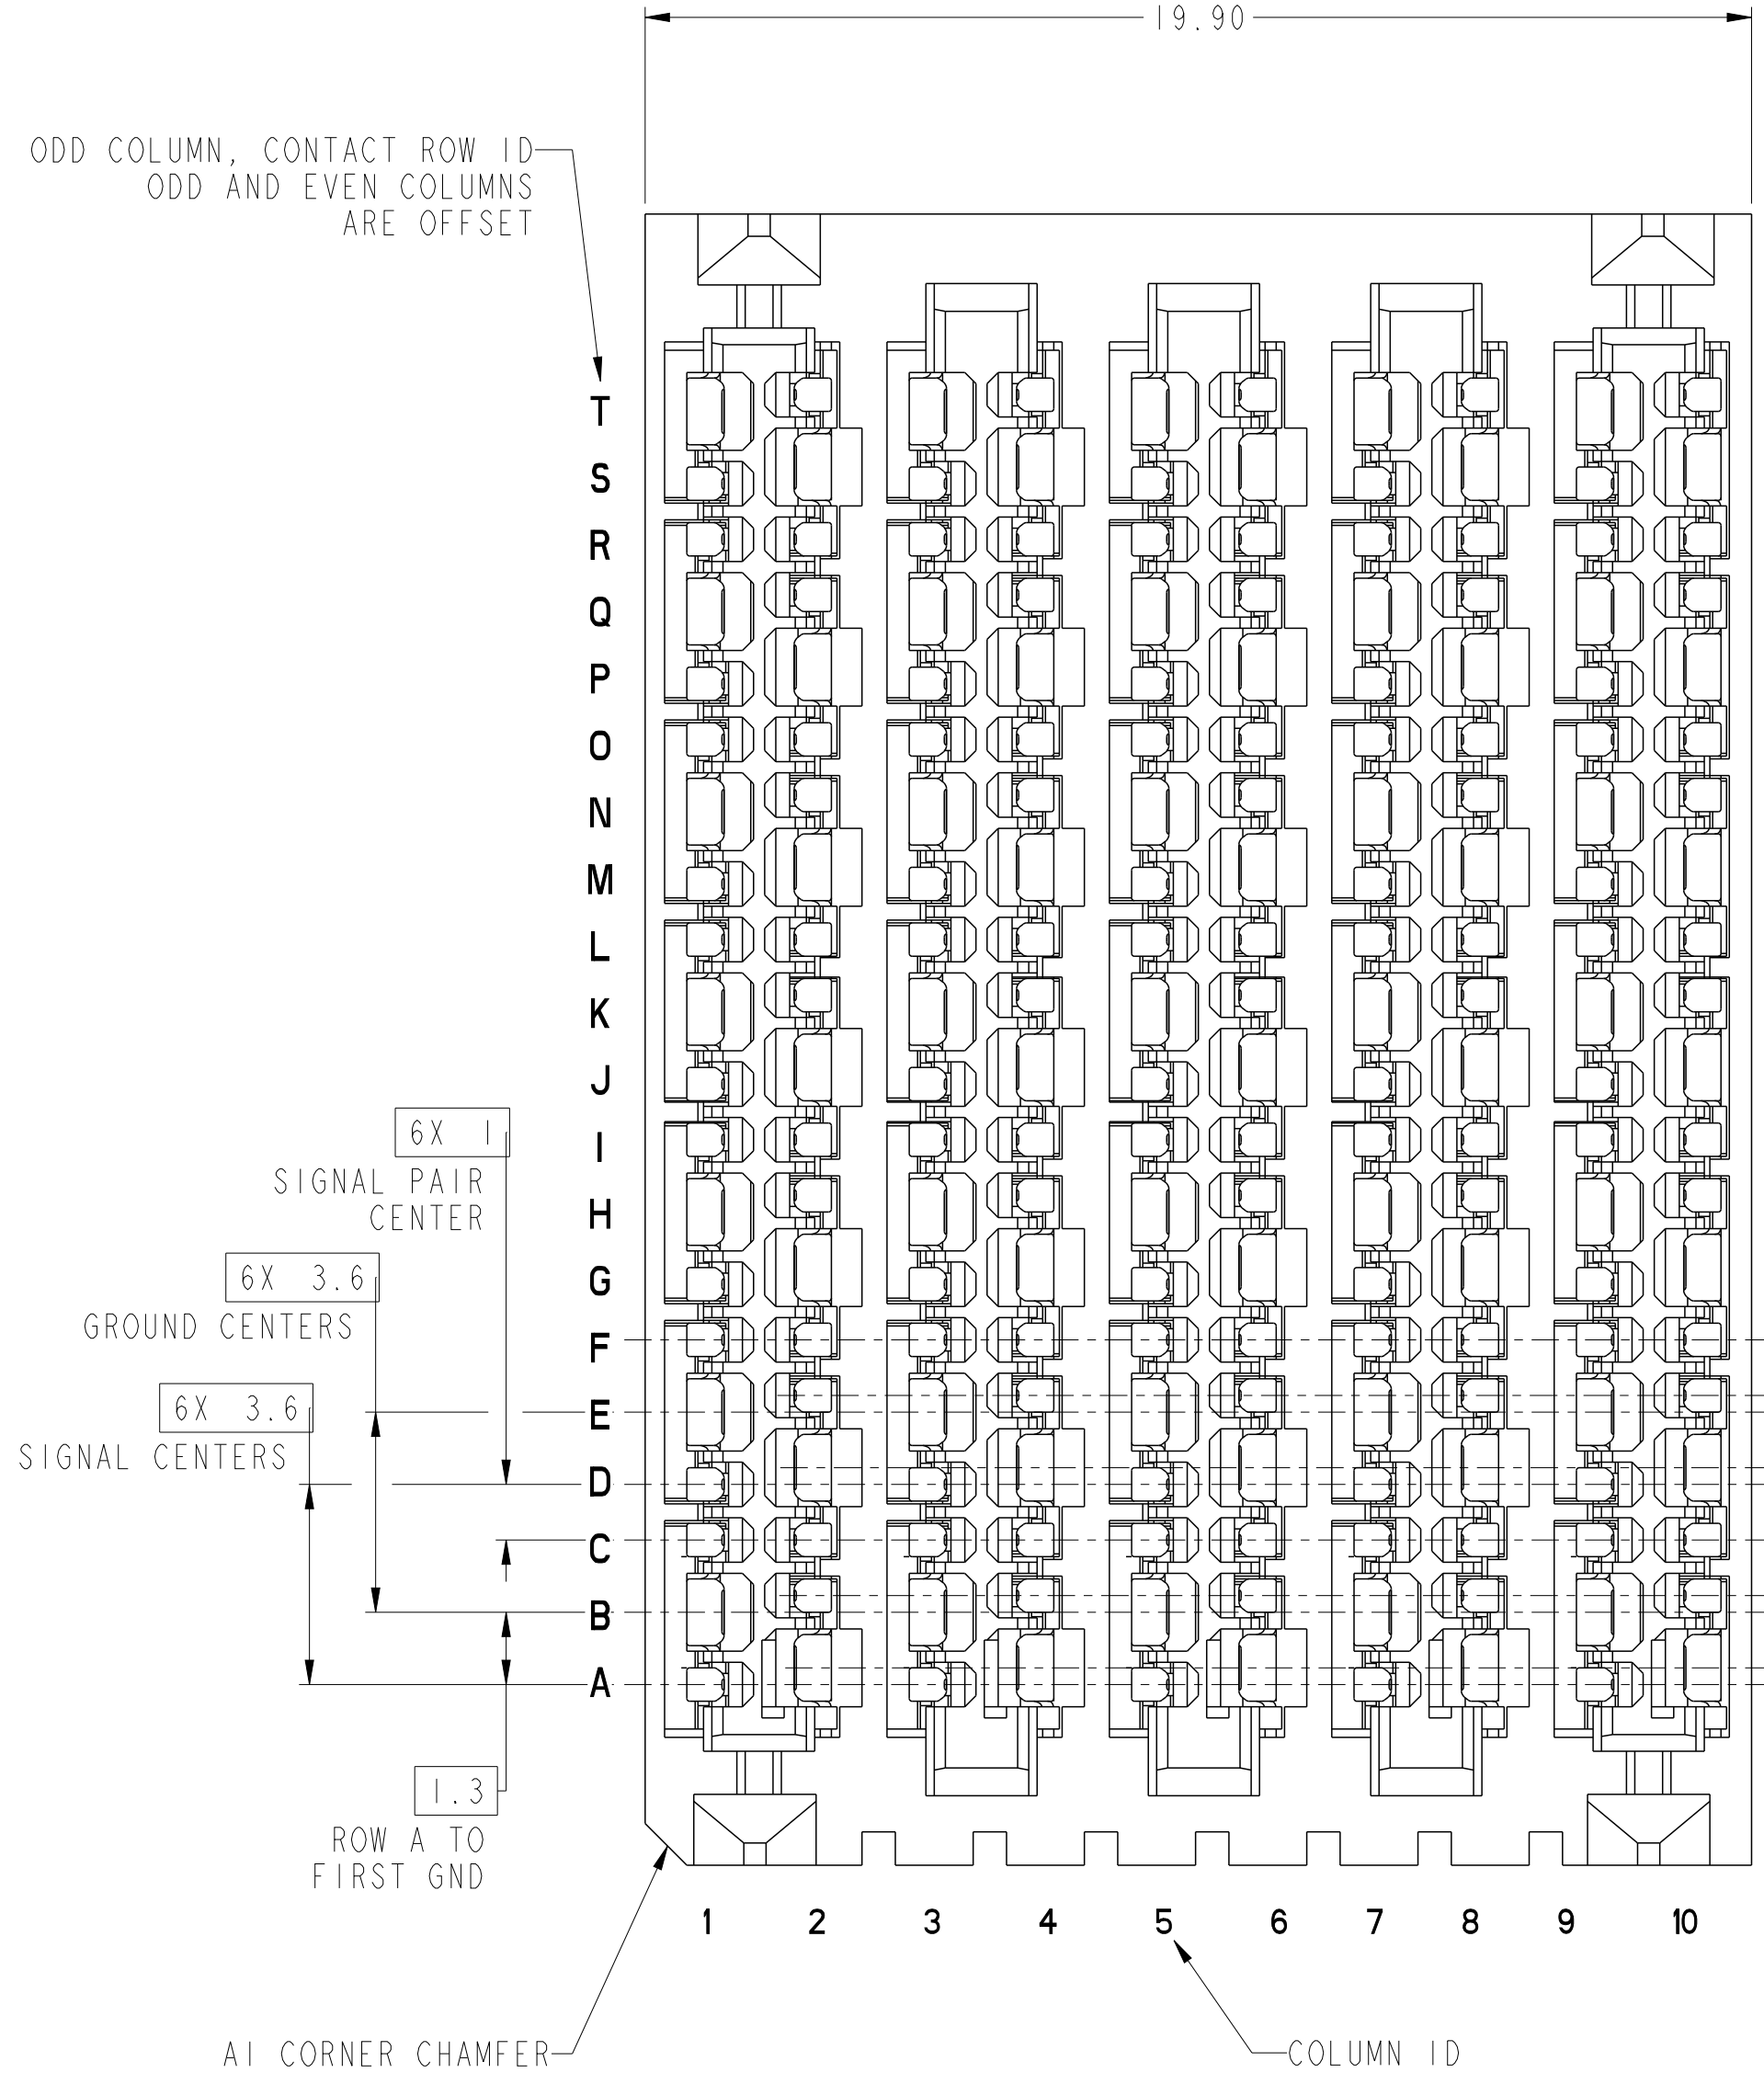 19.90
ODD COLUMN, CONTACT ROW ID
ODD AND EVEN COLUMNS
ARE OFFSET
T
S
R
Q
P
O
N
M
L
K
J
I
H
G
F
E
D
C
B
A
6X 1
SIGNAL PAIR
CENTER
6X 3.6
GROUND CENTERS
6X 3.6
SIGNAL CENTERS
1.3
ROW A TO
FIRST GND
1 2 3 4 5 6 7 8 9 10
A1 CORNER CHAMFER
COLUMN ID